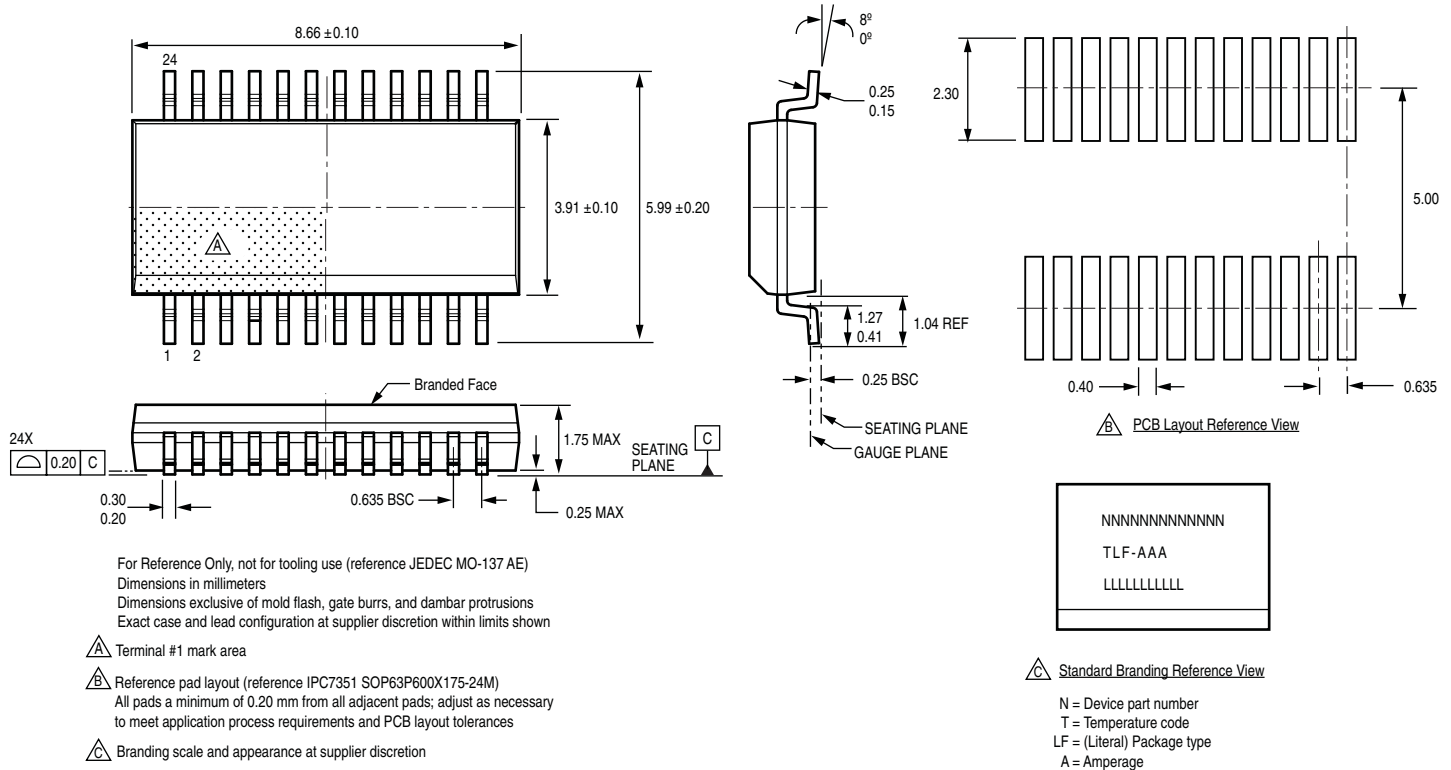 8.66 ±0.10
24
3.91 ±0.10
5.99 ±0.20
A
1 2
8º
0º
0.25
0.15
1.27
0.41
1.04 REF
0.25 BSC
SEATING PLANE
GAUGE PLANE
2.30
5.00
0.40
0.635
B PCB Layout Reference View
Branded Face
24X
0.20 C
1.75 MAX
SEATING
PLANE
C
0.30
0.20
0.635 BSC
0.25 MAX
For Reference Only, not for tooling use (reference JEDEC MO-137 AE)
Dimensions in millimeters
Dimensions exclusive of mold flash, gate burrs, and dambar protrusions
Exact case and lead configuration at supplier discretion within limits shown
A Terminal #1 mark area
B Reference pad layout (reference IPC7351 SOP63P600X175-24M)
All pads a minimum of 0.20 mm from all adjacent pads; adjust as necessary
to meet application process requirements and PCB layout tolerances
C Branding scale and appearance at supplier discretion
NNNNNNNNNNNNN
TLF-AAA
LLLLLLLLLLL
C Standard Branding Reference View
N = Device part number
T = Temperature code
LF = (Literal) Package type
A = Amperage